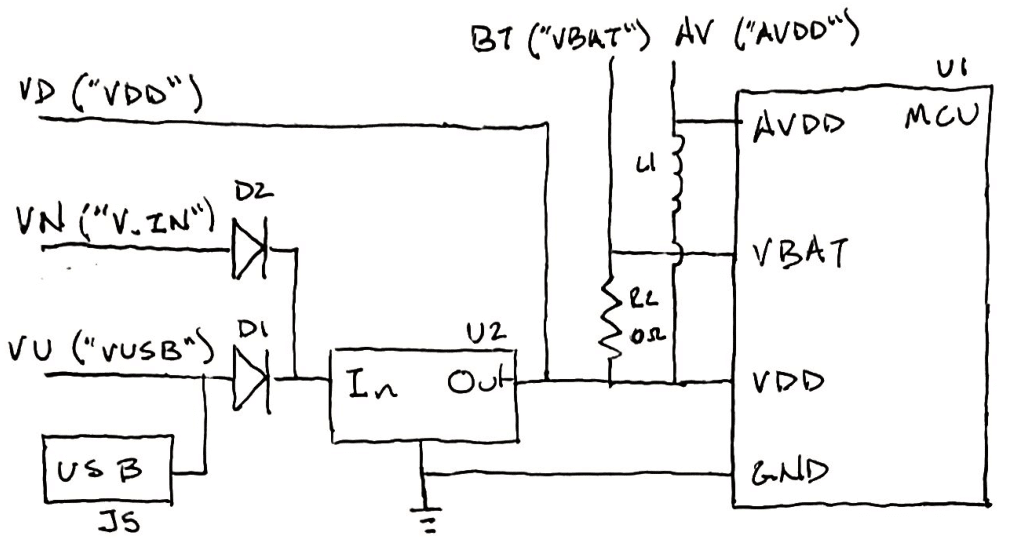 BT ("VBAT") AV ("AVDD")
VD ("VDD")
U1
MCU
AVDD
L1
D2
VN ("V.IN")
VBAT
R2
0Ω
D1
VU ("VUSB")
U2
In
Out
VDD
USB
GND
J5